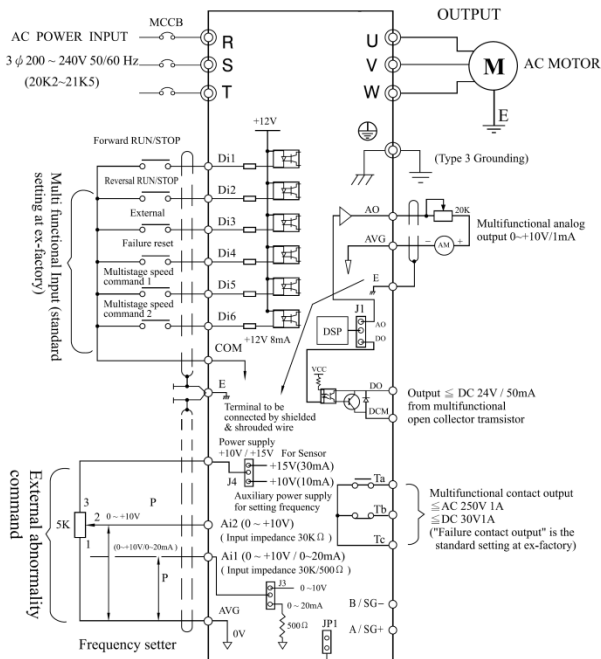 OUTPUT
MCCB
AC POWER INPUT
3 ϕ 200 ~ 240V 50/60 Hz
(20K2~21K5)
R
S
T
U
V
W
M
AC MOTOR
E
+12V
(Type 3 Grounding)
Forward RUN/STOP
Di1
Reversal RUN/STOP
Di2
External
Di3
Failure reset
Di4
Multistage speed
command 1
Di5
Multistage speed
command 2
Di6
Multi functional Input (standard
setting at ex-factory)
COM
+12V 8mA
E
AO
20K
AVG
AM
− +
Multifunctional analog
output 0~+10V/1mA
E
J1
DSP
AO
DO
VCC
DO
DCM
Output ≦ DC 24V / 50mA
from multifunctional
open collector transistor
Terminal to be
connected by shielded
& shrouded wire
Power supply
+10V / +15V For Sensor
+15V(30mA)
J4
+10V(10mA)
Auxiliary power supply
for setting frequency
Ta
Tb
Tc
Multifunctional contact output
≦AC 250V 1A
≦DC 30V1A
("Failure contact output" is the
standard setting at ex-factory)
External abnormality
command
3
5K
2
1
0 ~ +10V
P
Ai2 (0 ~ +10V)
( Input impedance 30KΩ )
(0~+10V/0~20mA )
Ai1 (0 ~ +10V / 0~20mA)
( Input impedance 30K/500Ω )
P
J3
0 ~10V
0 ~ 20mA
500Ω
AVG
0V
Frequency setter
B / SG−
A / SG+
JP1